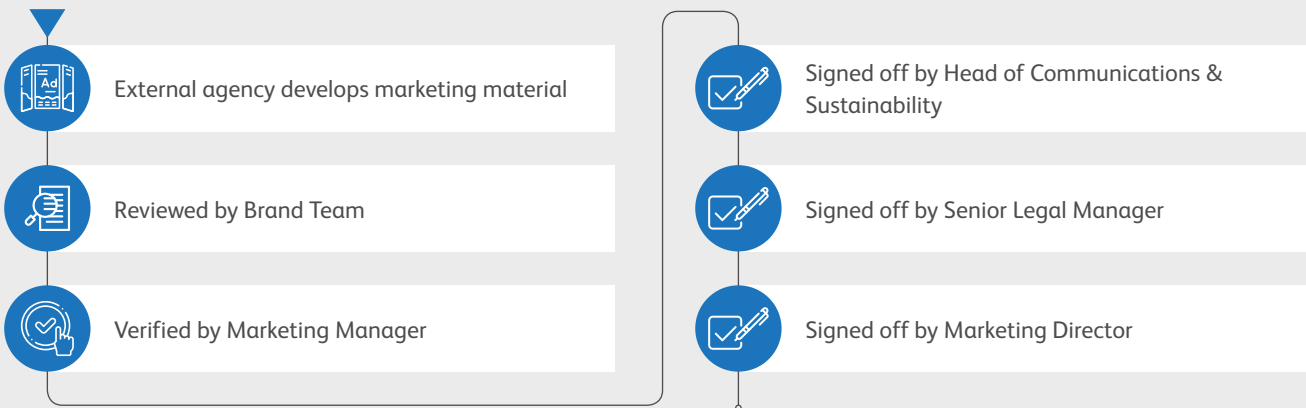 Ad
External agency develops marketing material
Reviewed by Brand Team
Verified by Marketing Manager
Signed off by Head of Communications &
Sustainability
Signed off by Senior Legal Manager
Signed off by Marketing Director